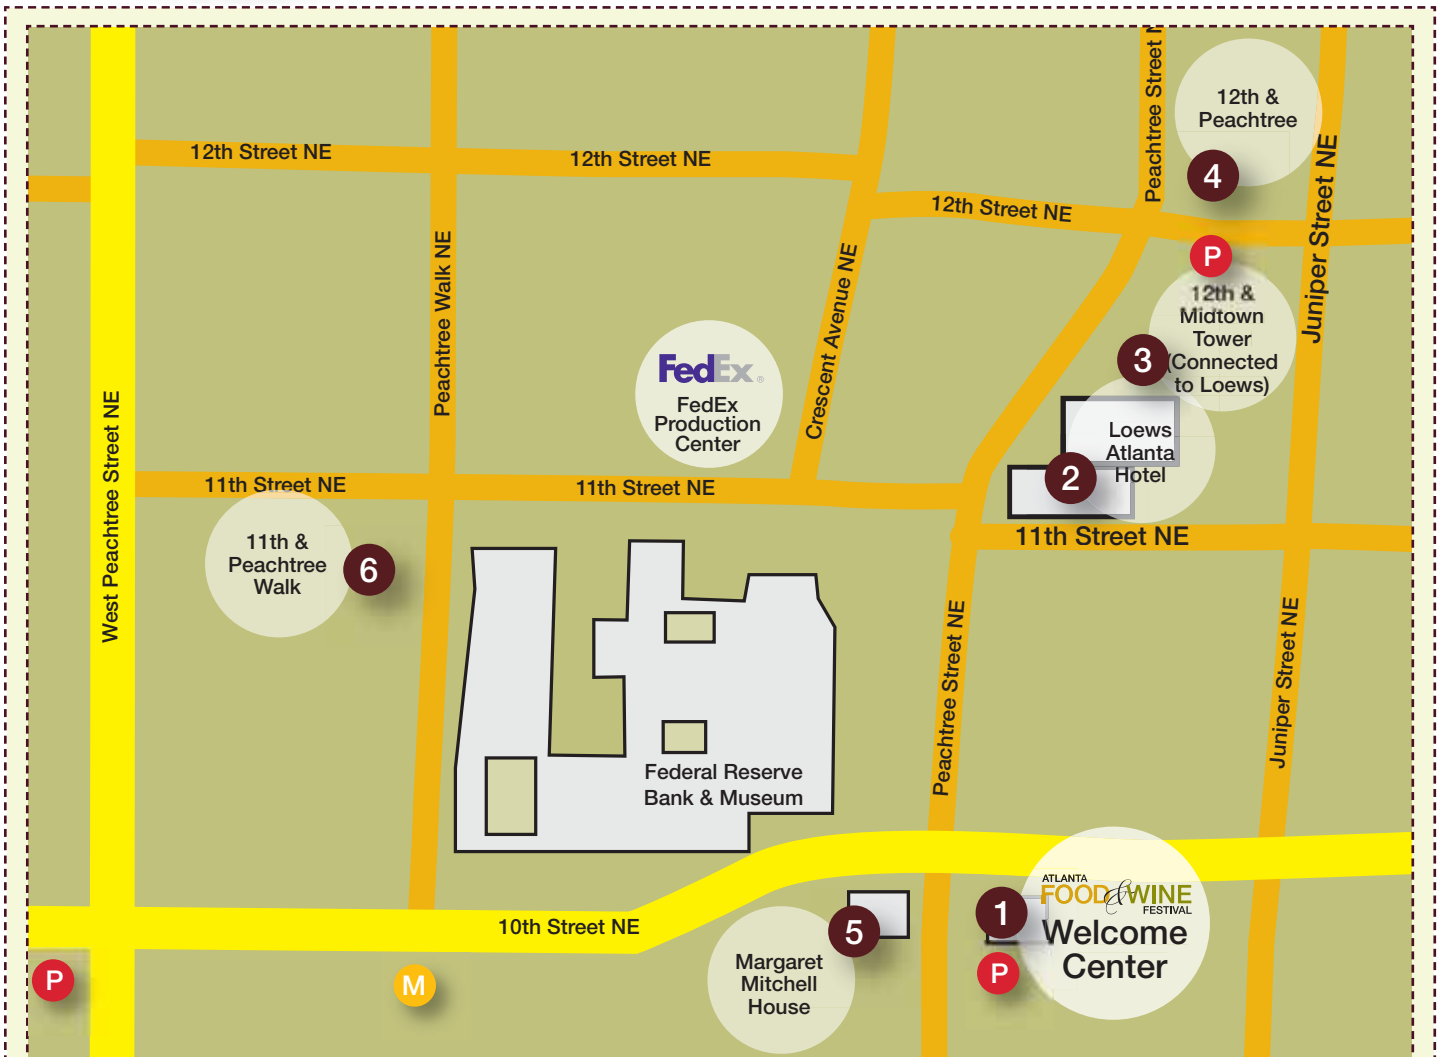 Peachtree Street N
12th &
Peachtree
4
12th Street NE
12th Street NE
12th Street NE
Juniper Street NE
P
12th &
Midtown
Tower
(Connected
to Loews)
3
Peachtree Walk NE
Crescent Avenue NE
FedEx®
FedEx
Production
Center
West Peachtree Street NE
Loews
Atlanta
Hotel
2
11th Street NE
11th Street NE
11th Street NE
11th &
Peachtree
Walk
6
Peachtree Street NE
Juniper Street NE
Federal Reserve
Bank & Museum
10th Street NE
ATLANTA
FOOD & WINE
FESTIVAL
Welcome
Center
1
5
Margaret
Mitchell
House
P
M
P